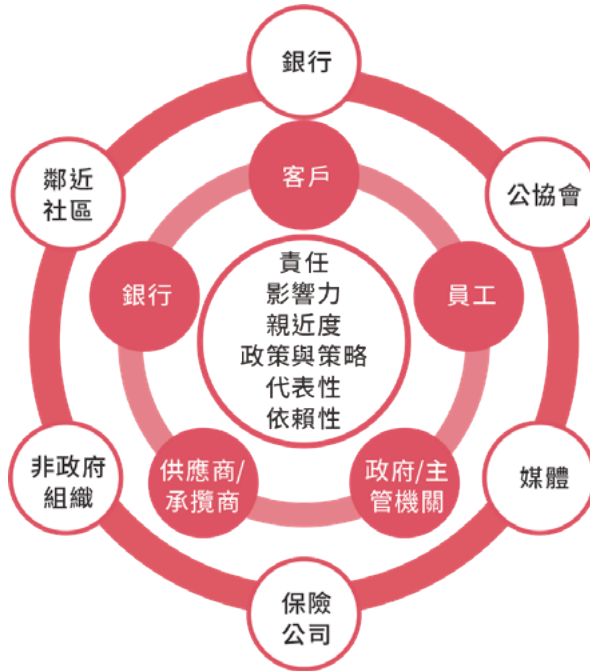 銀行
客戶
鄰近
社區
公協會
銀行
員工
責任
影響力
親近度
政策與策略
代表性
依賴性
非政府
組織
供應商/
承攬商
政府/主
管機關
媒體
保險
公司